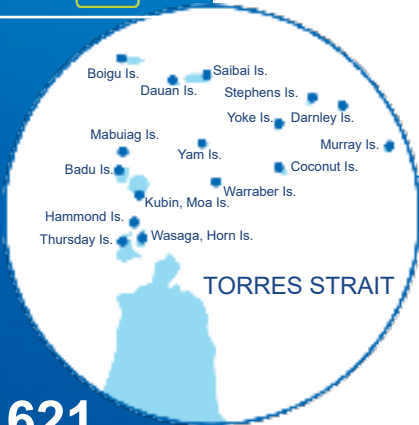 Boigu Is.
Saibai Is.
Dauan Is.
Stephens Is.
Yoke Is.
Darnley Is.
Mabuiag Is.
Yam Is.
Murray Is.
Badu Is.
Coconut Is.
Warraber Is.
Kubin, Moa Is.
Hammond Is.
Thursday Is.
Wasaga, Horn Is.
TORRES STRAIT
621